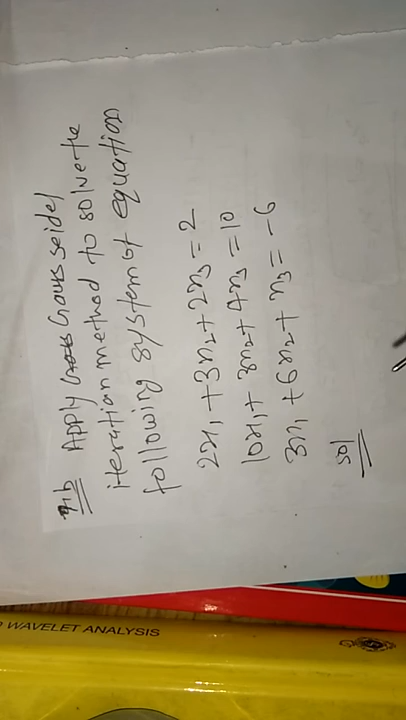 Apply Gauss seidel
iteration method to solve the
following system of equation
2x₁ + 3x₂ + 2x₃ = 2
10x₁ + 3x₂ + 4x₃ = 10
3x₁ + 6x₂ + x₃ = -6
sol
WAVELET ANALYSIS